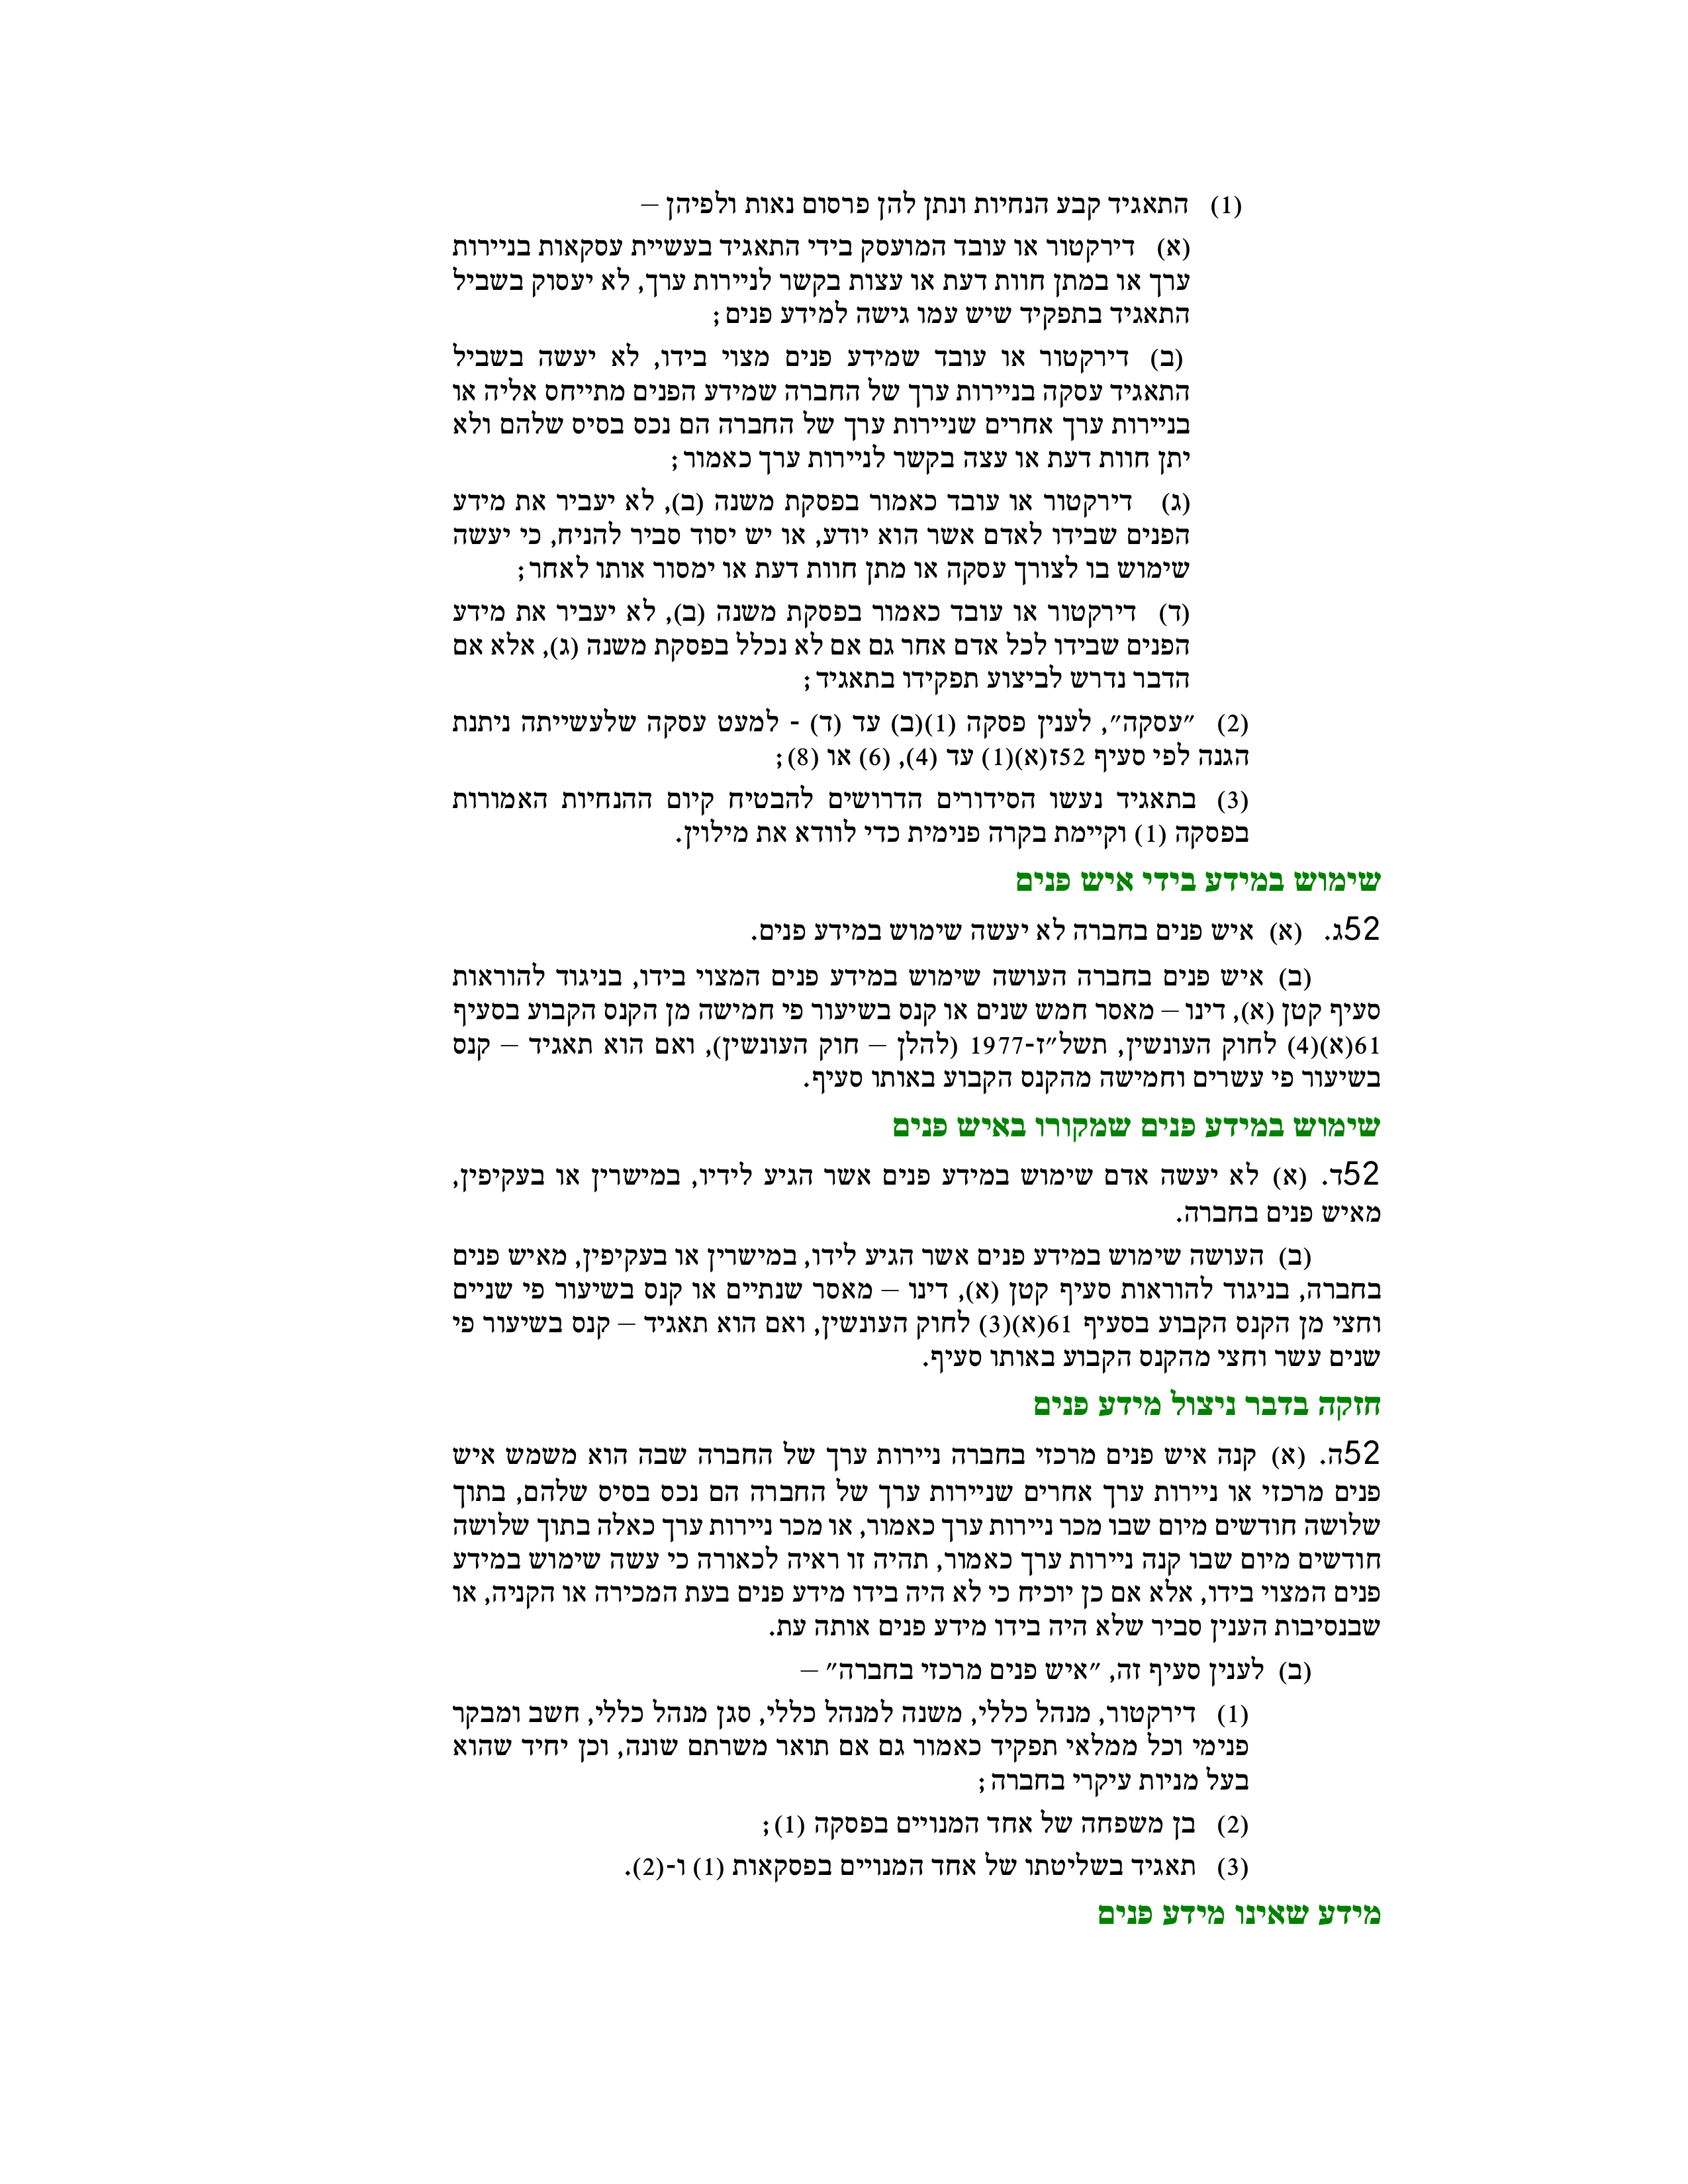 (1) התאגיד קבע הנחיות ונתן להן פרסום נאות ולפיהן –
(א) דירקטור או עובד המועסק בידי התאגיד בעשיית עסקאות בניירות
ערך או במתן חוות דעת או עצות בקשר לניירות ערך, לא יעסוק בשביל
התאגיד בתפקיד שיש עמו גישה למידע פנים;
(ב) דירקטור או עובד שמידע פנים מצוי בידו, לא יעשה בשביל
התאגיד עסקה בניירות ערך של החברה שמידע הפנים מתייחס אליה או
בניירות ערך אחרים שניירות ערך של החברה הם נכס בסיס שלהם ולא
יתן חוות דעת או עצה בקשר לניירות ערך כאמור;
(ג) דירקטור או עובד כאמור בפסקת משנה (ב), לא יעביר את מידע
הפנים שבידו לאדם אשר הוא יודע, או יש יסוד סביר להניח, כי יעשה
שימוש בו לצורך עסקה או מתן חוות דעת או ימסור אותו לאחר;
(ד) דירקטור או עובד כאמור בפסקת משנה (ב), לא יעביר את מידע
הפנים שבידו לכל אדם אחר גם אם לא נכלל בפסקת משנה (ג), אלא אם
הדבר נדרש לביצוע תפקידו בתאגיד;
(2) "עסקה", לענין פסקה (1)(ב) עד (ד) - למעט עסקה שלעשייתה ניתנת
הגנה לפי סעיף 52ז(א)(1) עד (4), (6) או (8);
(3) בתאגיד נעשו הסידורים הדרושים להבטיח קיום ההנחיות האמורות
בפסקה (1) וקיימת בקרה פנימית כדי לוודא את מילוין.
שימוש במידע בידי איש פנים
52ג. (א) איש פנים בחברה לא יעשה שימוש במידע פנים.
(ב) איש פנים בחברה העושה שימוש במידע פנים המצוי בידו, בניגוד להוראות
סעיף קטן (א), דינו – מאסר חמש שנים או קנס בשיעור פי חמישה מן הקנס הקבוע בסעיף
61(א)(4) לחוק העונשין, תשל"ז-1977 (להלן – חוק העונשין), ואם הוא תאגיד – קנס
בשיעור פי עשרים וחמישה מהקנס הקבוע באותו סעיף.
שימוש במידע פנים שמקורו באיש פנים
52ד. (א) לא יעשה אדם שימוש במידע פנים אשר הגיע לידיו, במישרין או בעקיפין,
מאיש פנים בחברה.
(ב) העושה שימוש במידע פנים אשר הגיע לידו, במישרין או בעקיפין, מאיש פנים
בחברה, בניגוד להוראות סעיף קטן (א), דינו – מאסר שנתיים או קנס בשיעור פי שניים
וחצי מן הקנס הקבוע בסעיף 61(א)(3) לחוק העונשין, ואם הוא תאגיד – קנס בשיעור פי
שנים עשר וחצי מהקנס הקבוע באותו סעיף.
חזקה בדבר ניצול מידע פנים
52ה. (א) קנה איש פנים מרכזי בחברה ניירות ערך של החברה שבה הוא משמש איש
פנים מרכזי או ניירות ערך אחרים שניירות ערך של החברה הם נכס בסיס שלהם, בתוך
שלושה חודשים מיום שבו מכר ניירות ערך כאמור, או מכר ניירות ערך כאלה בתוך שלושה
חודשים מיום שבו קנה ניירות ערך כאמור, תהיה זו ראיה לכאורה כי עשה שימוש במידע
פנים המצוי בידו, אלא אם כן יוכיח כי לא היה בידו מידע פנים בעת המכירה או הקניה, או
שבנסיבות הענין סביר שלא היה בידו מידע פנים אותה עת.
(ב) לענין סעיף זה, "איש פנים מרכזי בחברה" –
(1) דירקטור, מנהל כללי, משנה למנהל כללי, סגן מנהל כללי, חשב ומבקר
פנימי וכל ממלאי תפקיד כאמור גם אם תואר משרתם שונה, וכן יחיד שהוא
בעל מניות עיקרי בחברה;
(2) בן משפחה של אחד המנויים בפסקה (1);
(3) תאגיד בשליטתו של אחד המנויים בפסקאות (1) ו-(2).
מידע שאינו מידע פנים